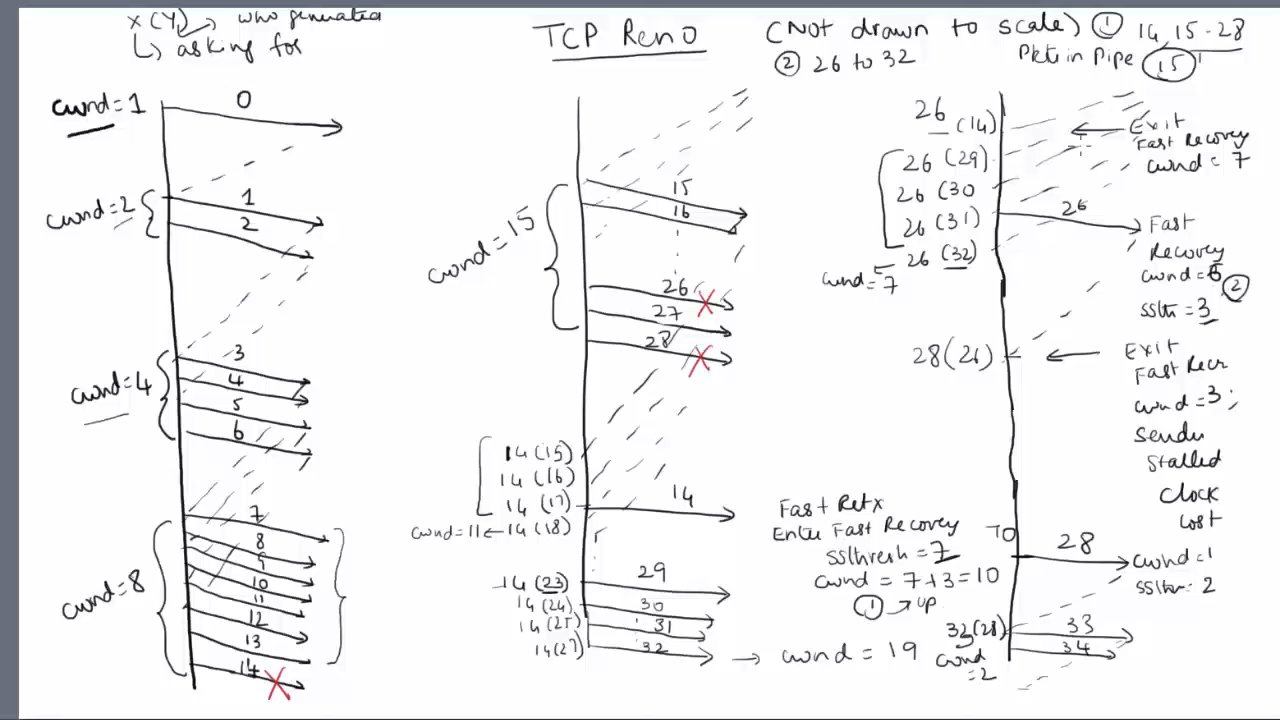 x (Y) → who generated
↳ asking for
TCP Reno
(Not drawn to scale)
① 14, 15-28
Pkts in Pipe 15
② 26 to 32
cwnd = 1
0
cwnd = 2
1
2
cwnd = 4
3
4
5
6
cwnd = 8
7
8
9
10
11
12
13
14 X
cwnd = 15
15
16
26 X
27
28 X
14 (15)
14 (16)
14 (17)
14
cwnd = 11 ← 14 (18)
14 (23)
29
14 (24)
30
14 (25)
31
14 (27)
32
→ cwnd = 19
Fast Retx
Enter Fast Recovery
ssthresh = 7
cwnd = 7+3 = 10
① → up
26 (14)
← Exit
Fast Recovery
cwnd = 7
26 (29)
26 (30
26 (31)
26 (32)
cwnd = 7
26
Fast
Recovery
cwnd = 6
②
ssth = 3
28 (26)
← Exit
Fast Recr
cwnd = 3;
sender
stalled
clock
lost
TO
28
cwnd = 1
ssthr = 2
33 (28)
33
34
cwnd
= 2